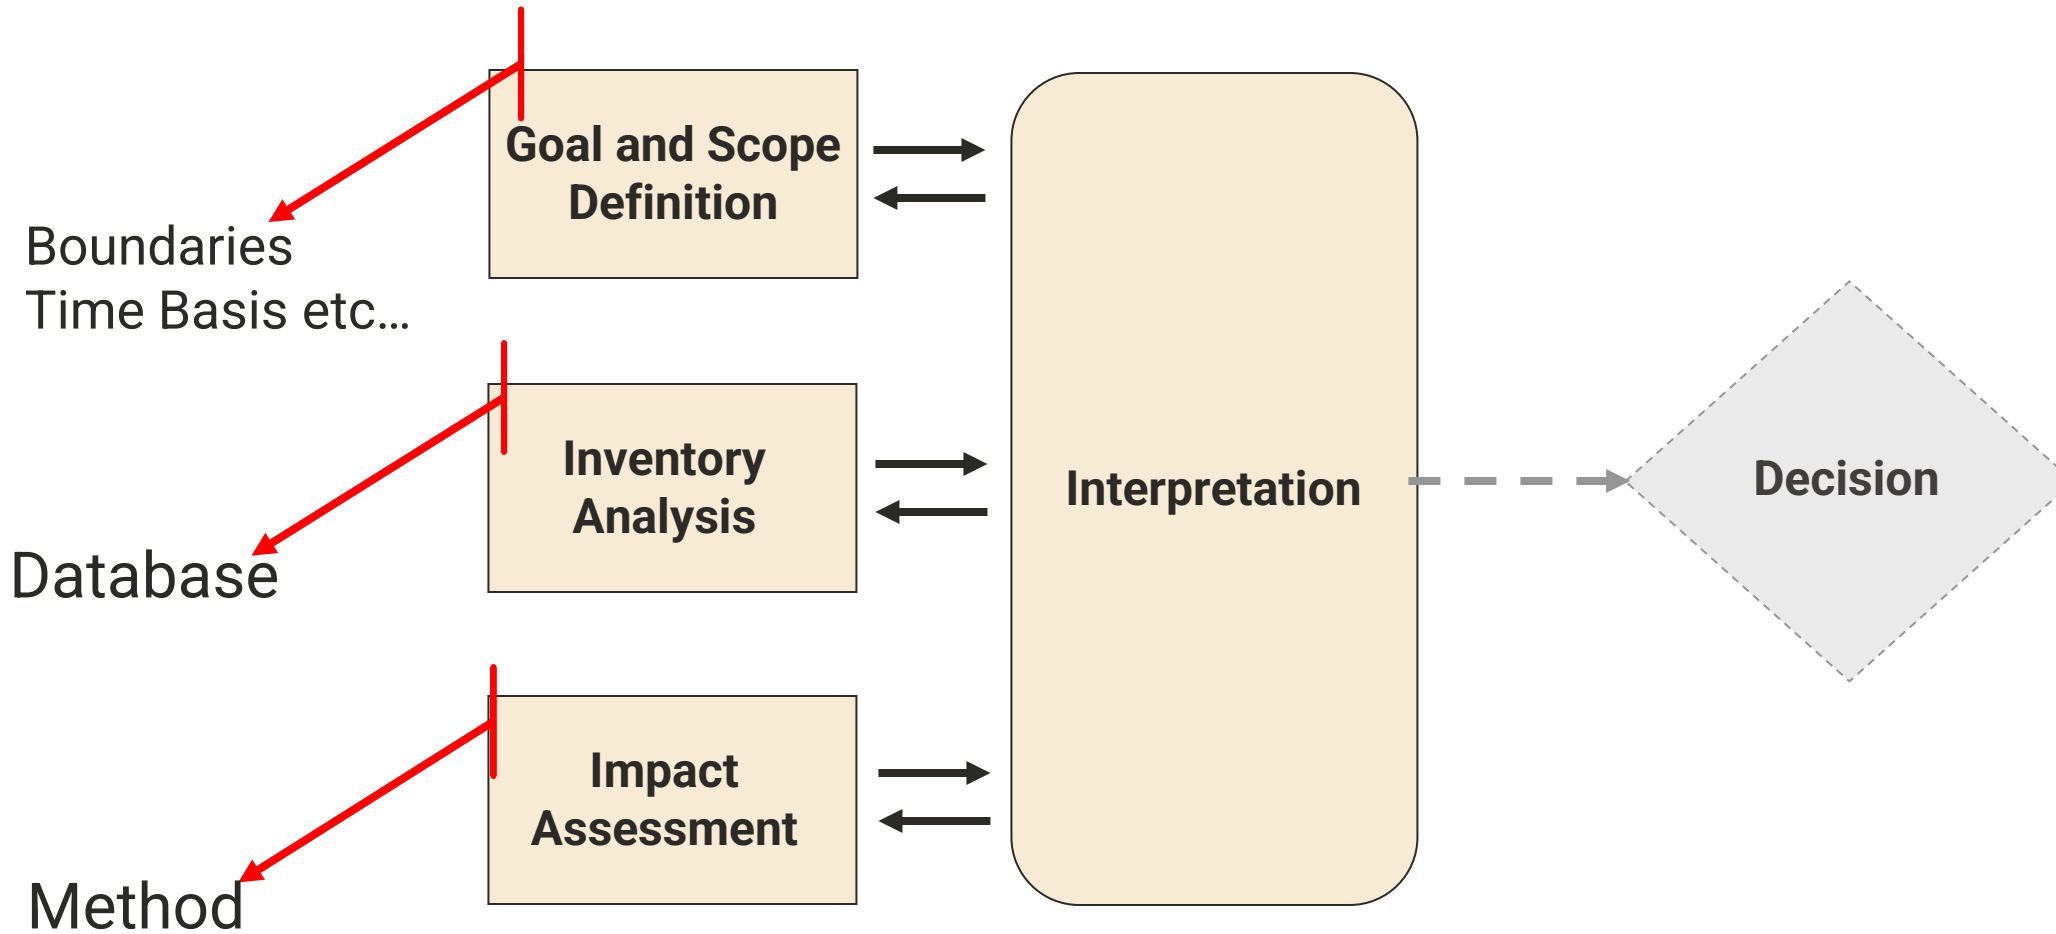 Goal and Scope
Definition
Boundaries
Time Basis etc...
Inventory
Analysis
Interpretation
Decision
Database
Impact
Assessment
Method